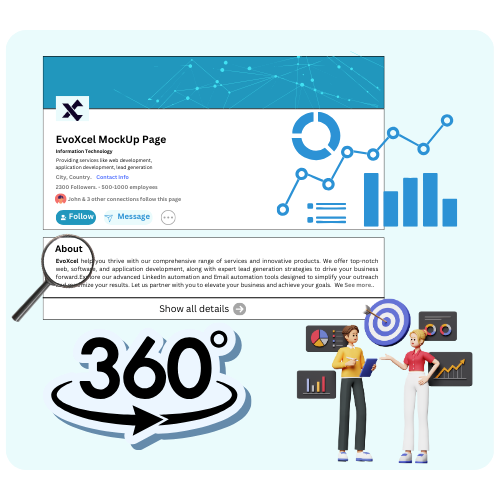 EvoXcel MockUp Page
Information Technology
Providing services like web development,
application development, lead generation
City, Country. Contact Info
2300 Followers. · 500-1000 employees
John & 3 other connections follow this page
Follow Message
About
EvoXcel help you thrive with our comprehensive range of services and innovative products. We offer top-notch
web, software, and application development, along with expert lead generation strategies to drive your business
forward.Explore our advanced LinkedIn automation and Email automation tools designed to simplify your outreach
and maximize your results. Let us partner with you to elevate your business and achieve your goals. We See more..
Show all details
360°